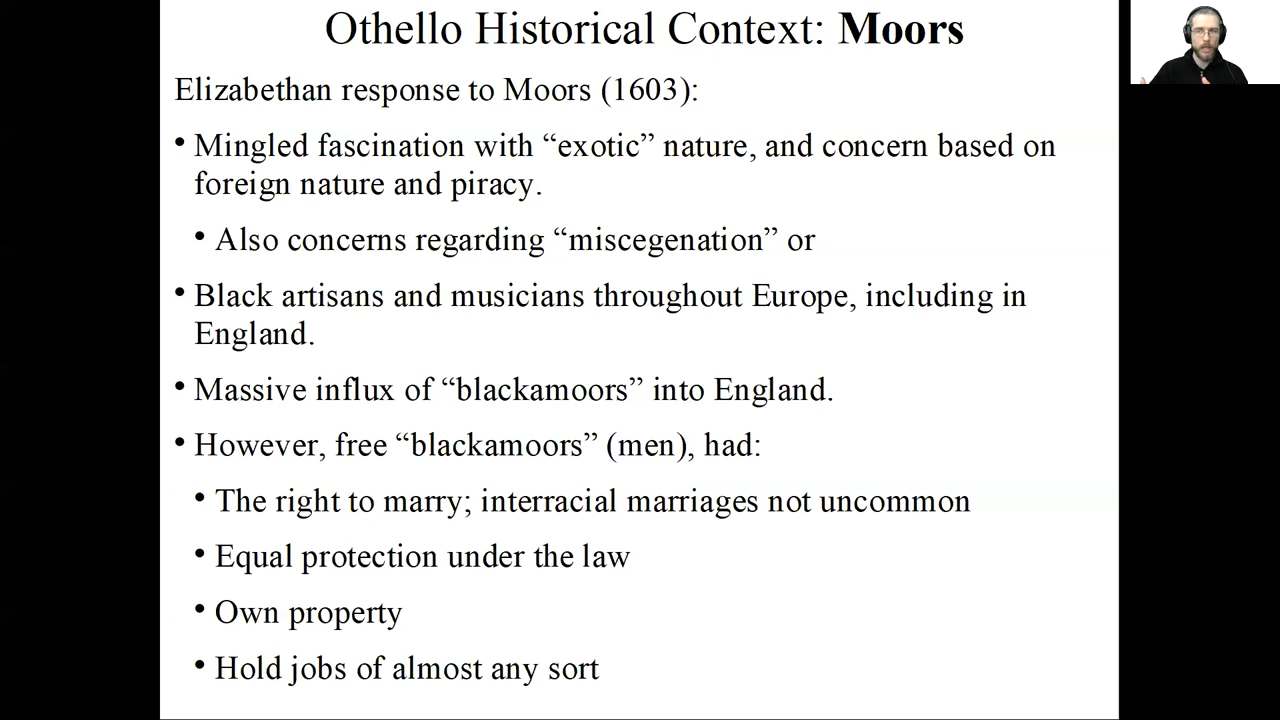 Othello Historical Context: Moors
Elizabethan response to Moors (1603):
• Mingled fascination with “exotic” nature, and concern based on
foreign nature and piracy.
• Also concerns regarding “miscegenation” or
• Black artisans and musicians throughout Europe, including in
England.
• Massive influx of “blackamoors” into England.
• However, free “blackamoors” (men), had:
• The right to marry; interracial marriages not uncommon
• Equal protection under the law
• Own property
• Hold jobs of almost any sort